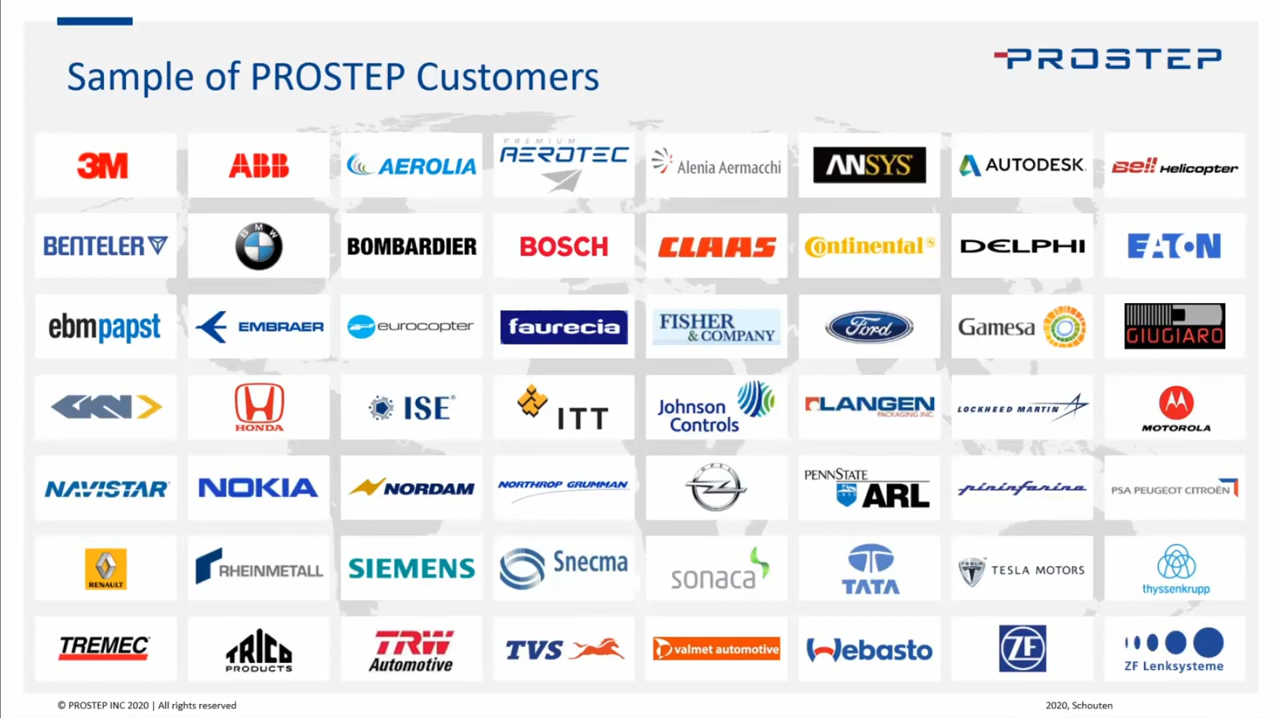 PROSTEP
Sample of PROSTEP Customers
3M
ABB
AEROLIA
PREMIUM
AEROTEC
Alenia Aermacchi
ANSYS®
AUTODESK.
Bell Helicopter
BENTELER
BMW
BOMBARDIER
BOSCH
CLAAS
Continental
DELPHI
EATON
ebmpapst
EMBRAER
eurocopter
faurecia
FISHER
& COMPANY
Ford
Gamesa
GIUGIARO
GKN
HONDA
ISE®
ITT
Johnson
Controls
LANGEN
PACKAGING INC.
LOCKHEED MARTIN
MOTOROLA
NAVISTAR®
NOKIA
NORDAM
NORTHROP GRUMMAN
OPEL
PENNSTATE
ARL
pininfarina
PSA PEUGEOT CITROËN
RENAULT
RHEINMETALL
SIEMENS
Snecma
sonaca
TATA
TESLA
TESLA MOTORS
thyssenkrupp
TREMEC
TRICO
PRODUCTS
TRW
Automotive
TVS
valmet automotive
Webasto
ZF
ZF Lenksysteme
© PROSTEP INC 2020 | All rights reserved
2020, Schouten